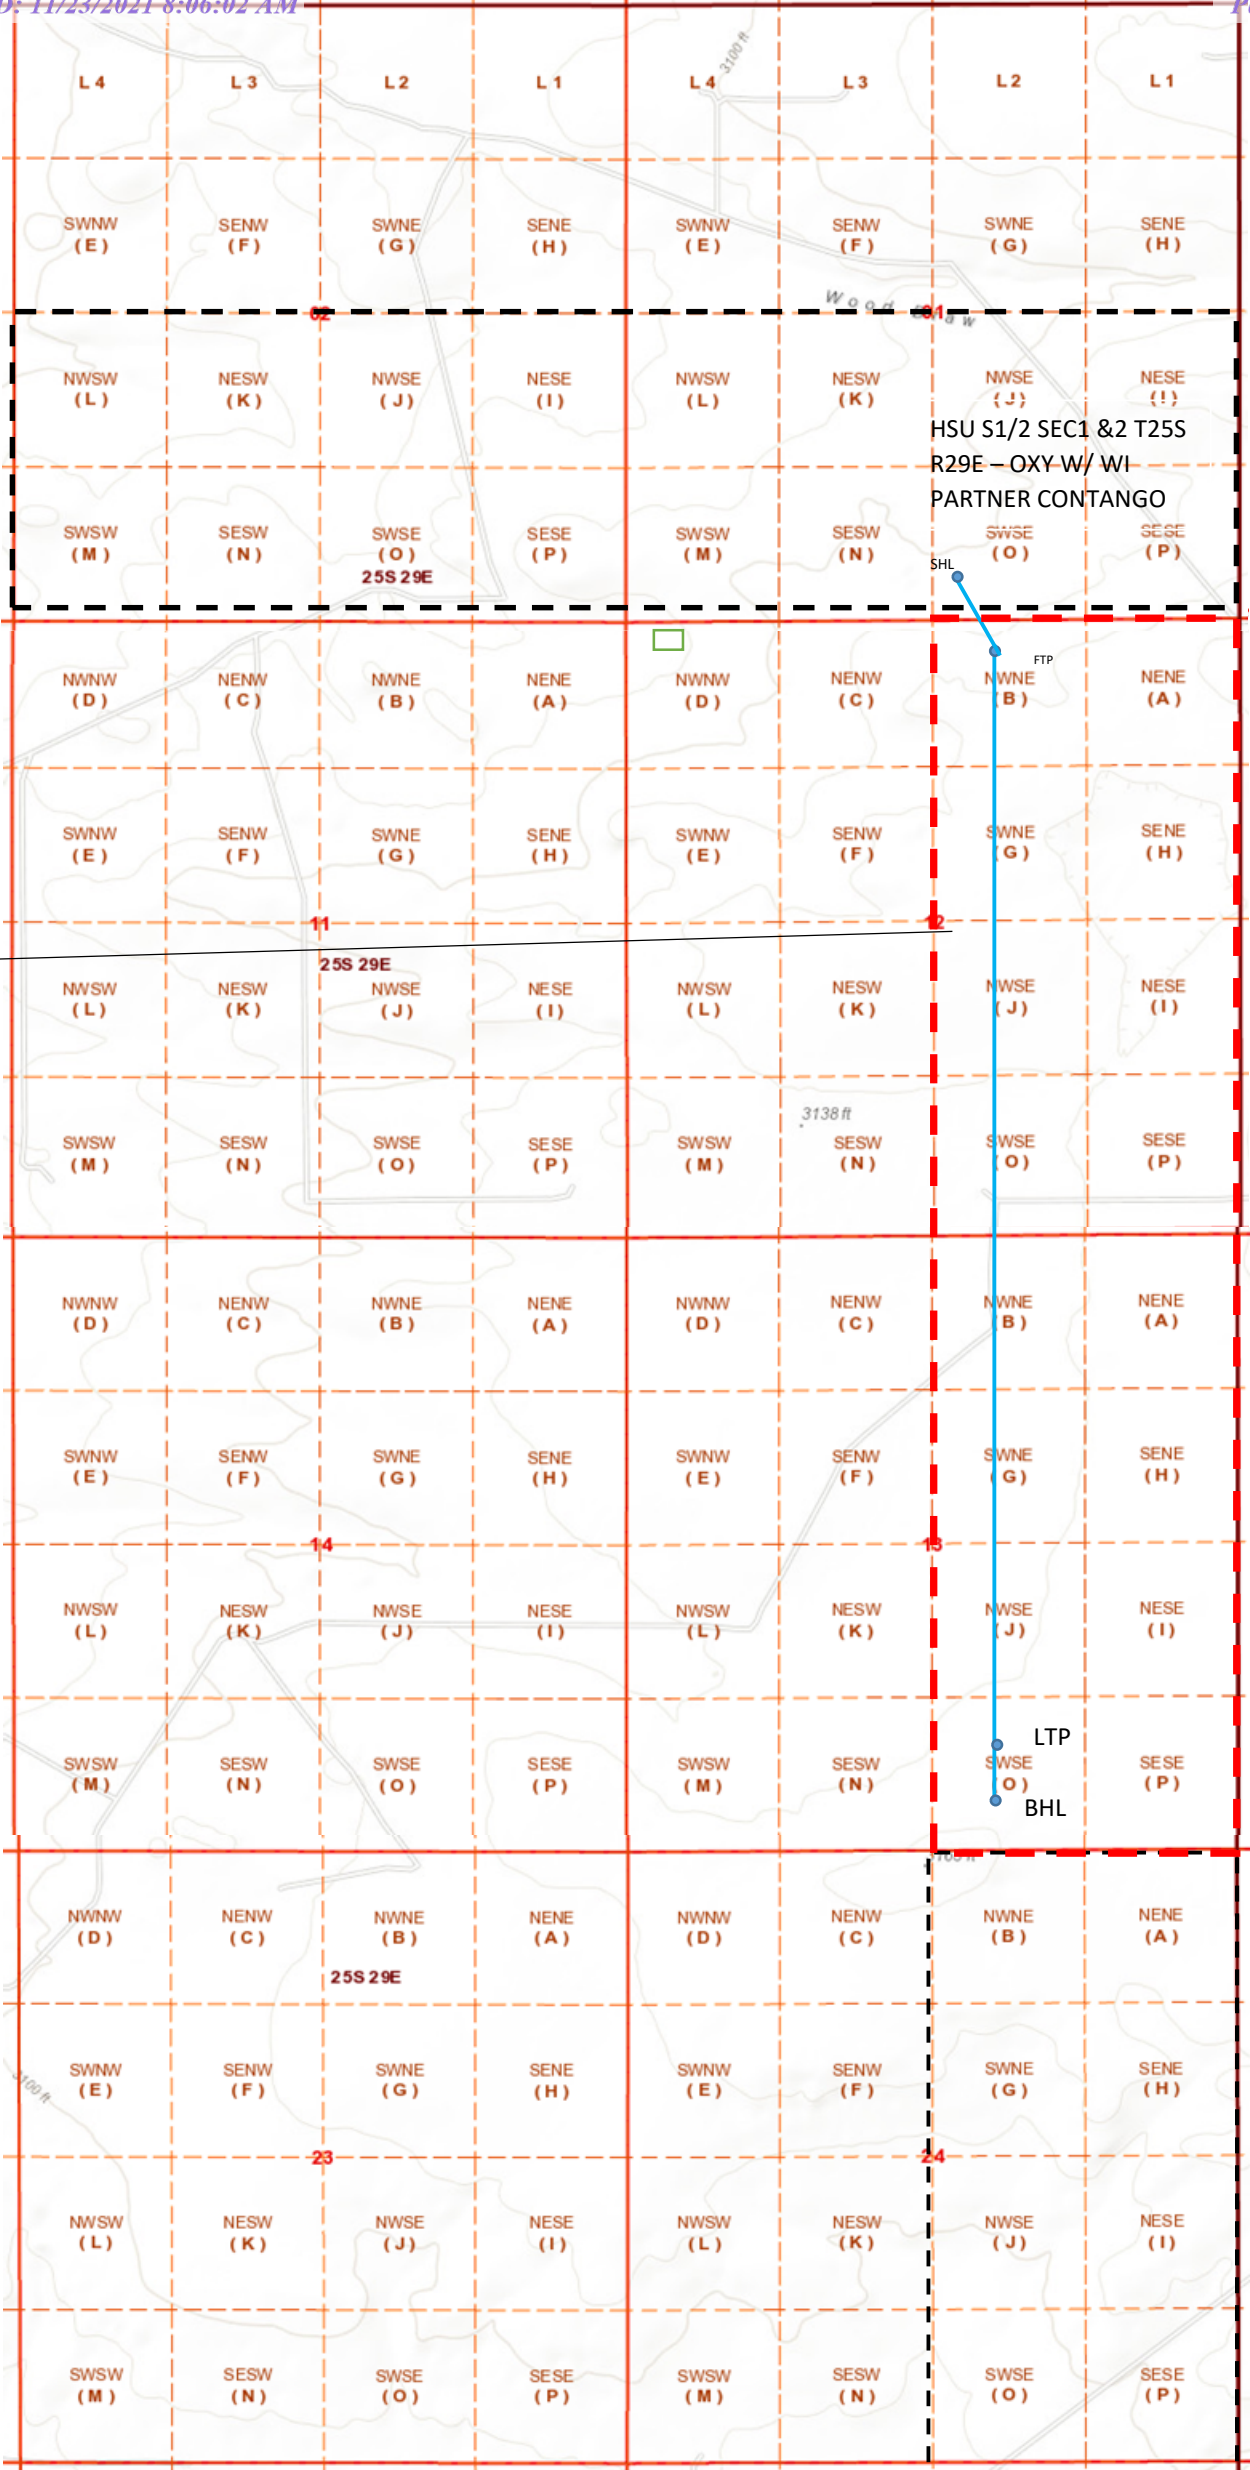 D: 11/23/2021 8:06:02 AM
3100 ft
L 4 L 3 L 2 L 1 L 4 L 3 L 2 L 1
SWNW SENW SWNE SENE SWNW SENW SWNE SENE
(E) (F) (G) (H) (E) (F) (G) (H)
Wood Draw
02 01
NWSW NESW NWSE NESE NWSW NESW NWSE NESE
(L) (K) (J) (I) (L) (K) (J) (I)
HSU S1/2 SEC1 &2 T25S
R29E – OXY W/ WI
PARTNER CONTANGO
SWSW SESW SWSE SESE SWSW SESW SWSE SESE
(M) (N) (O) (P) (M) (N) (O) (P)
SHL
25S 29E
FTP
NWNW NENW NWNE NENE NWNW NENW NWNE NENE
(D) (C) (B) (A) (D) (C) (B) (A)
SWNW SENW SWNE SENE SWNW SENW SWNE SENE
(E) (F) (G) (H) (E) (F) (G) (H)
11 12
25S 29E
NWSW NESW NWSE NESE NWSW NESW NWSE NESE
(L) (K) (J) (I) (L) (K) (J) (I)
3138 ft
SWSW SESW SWSE SESE SWSW SESW SWSE SESE
(M) (N) (O) (P) (M) (N) (O) (P)
NWNW NENW NWNE NENE NWNW NENW NWNE NENE
(D) (C) (B) (A) (D) (C) (B) (A)
SWNW SENW SWNE SENE SWNW SENW SWNE SENE
(E) (F) (G) (H) (E) (F) (G) (H)
14 13
NWSW NESW NWSE NESE NWSW NESW NWSE NESE
(L) (K) (J) (I) (L) (K) (J) (I)
LTP
SWSW SESW SWSE SESE SWSW SESW SWSE SESE
(M) (N) (O) (P) (M) (N) (O) (P)
BHL
NWNW NENW NWNE NENE NWNW NENW NWNE NENE
(D) (C) (B) (A) (D) (C) (B) (A)
25S 29E
SWNW SENW SWNE SENE SWNW SENW SWNE SENE
(E) (F) (G) (H) (E) (F) (G) (H)
3100 ft
23 24
NWSW NESW NWSE NESE NWSW NESW NWSE NESE
(L) (K) (J) (I) (L) (K) (J) (I)
SWSW SESW SWSE SESE SWSW SESW SWSE SESE
(M) (N) (O) (P) (M) (N) (O) (P)